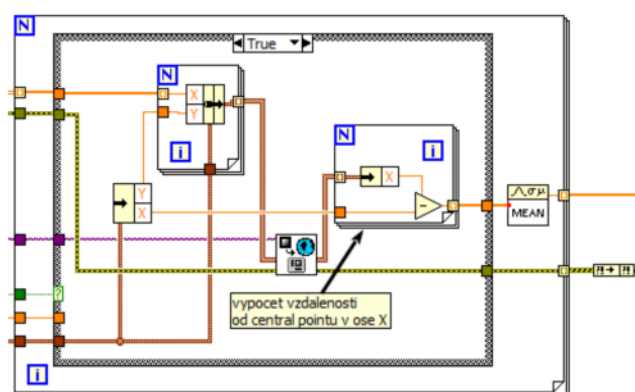 N
True
N
X
Y
i
N
i
X
Y
X
MEAN
vypocet vzdalenosti
od central pointu v ose X
?
i